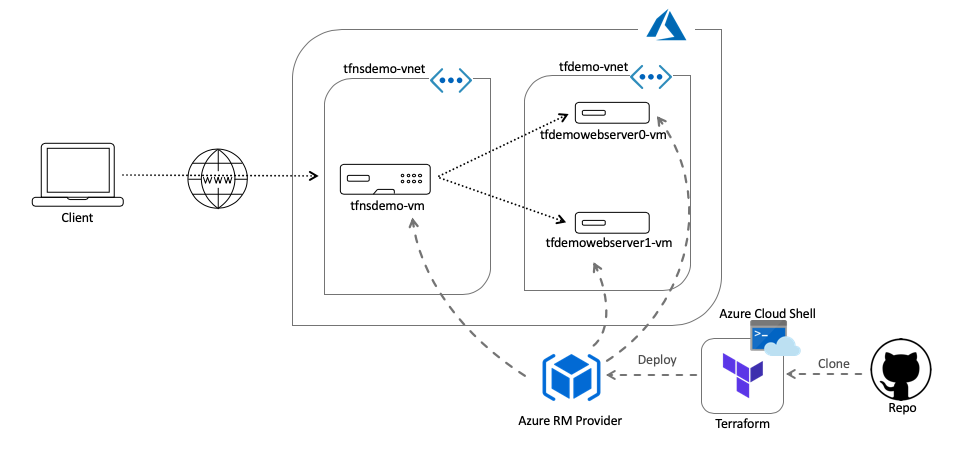 tfnsdemo-vnet
tfdemo-vnet
tfdemowebserver0-vm
WWW
Client
tfnsdemo-vm
tfdemowebserver1-vm
Azure Cloud Shell
>_
Deploy
Clone
Azure RM Provider
Terraform
Repo